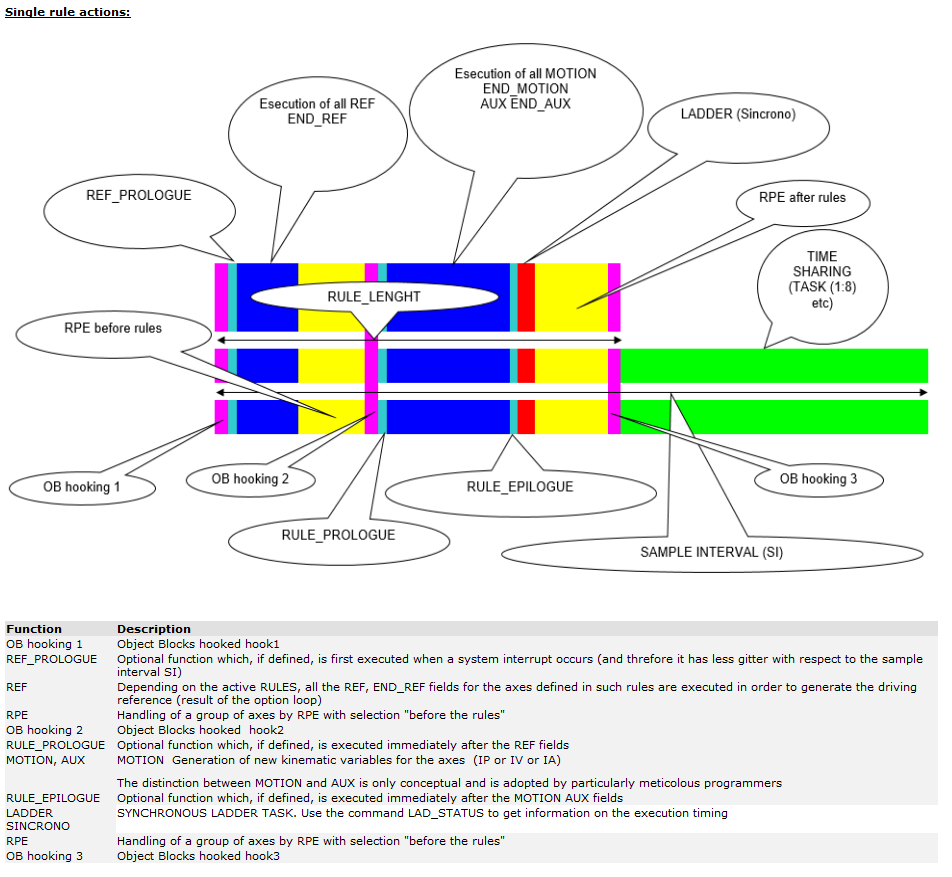 Single rule actions:
Esecution of all MOTION
END_MOTION
AUX END_AUX
Esecution of all REF
END_REF
LADDER (Sincrono)
REF_PROLOGUE
RPE after rules
TIME
SHARING
(TASK (1:8)
etc)
RULE_LENGHT
RPE before rules
OB hooking 1
OB hooking 2
RULE_EPILOGUE
OB hooking 3
RULE_PROLOGUE
SAMPLE INTERVAL (SI)
Function Description
OB hooking 1 Object Blocks hooked hook1
REF_PROLOGUE Optional function which, if defined, is first executed when a system interrupt occurs (and threfore it has less gitter with respect to the sample
interval SI)
REF Depending on the active RULES, all the REF, END_REF fields for the axes defined in such rules are executed in order to generate the driving
reference (result of the option loop)
RPE Handling of a group of axes by RPE with selection "before the rules"
OB hooking 2 Object Blocks hooked hook2
RULE_PROLOGUE Optional function which, if defined, is executed immediately after the REF fields
MOTION, AUX MOTION Generation of new kinematic variables for the axes (IP or IV or IA)
The distinction between MOTION and AUX is only conceptual and is adopted by particularly meticolous programmers
RULE_EPILOGUE Optional function which, if defined, is executed immediately after the MOTION AUX fields
LADDER SYNCHRONOUS LADDER TASK. Use the command LAD_STATUS to get information on the execution timing
SINCRONO
RPE Handling of a group of axes by RPE with selection "before the rules"
OB hooking 3 Object Blocks hooked hook3